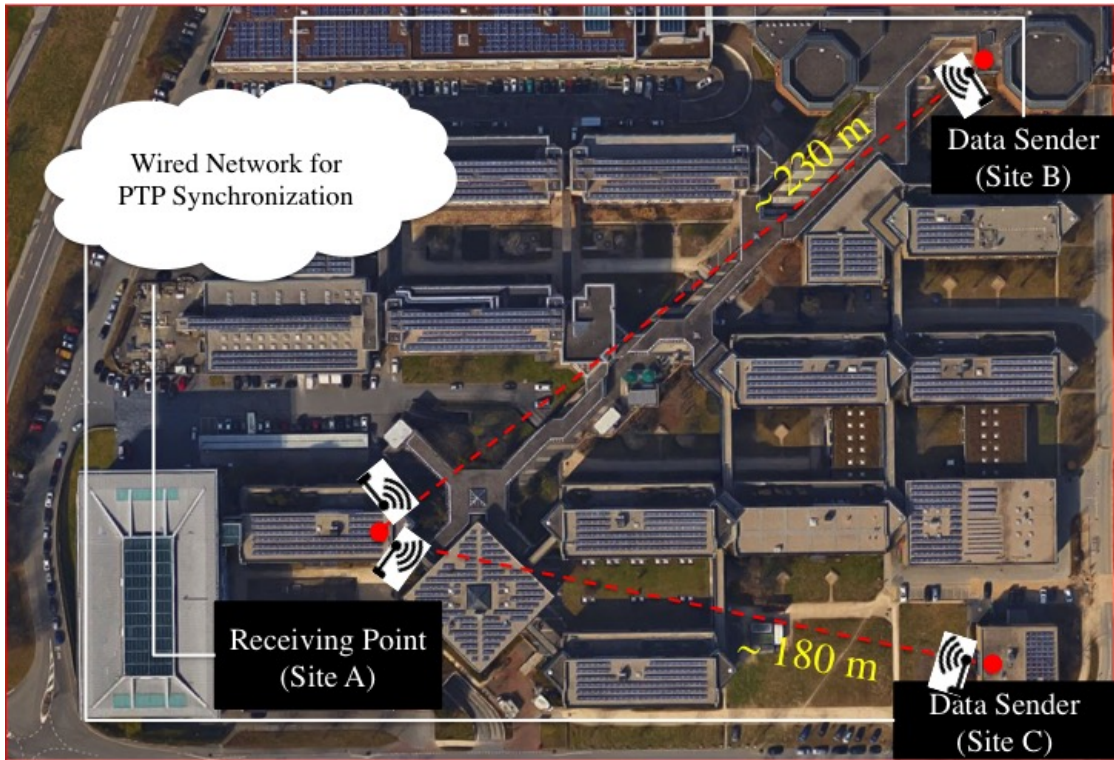 Wired Network for
PTP Synchronization
~ 230 m
Data Sender
(Site B)
Receiving Point
(Site A)
~ 180 m
Data Sender
(Site C)